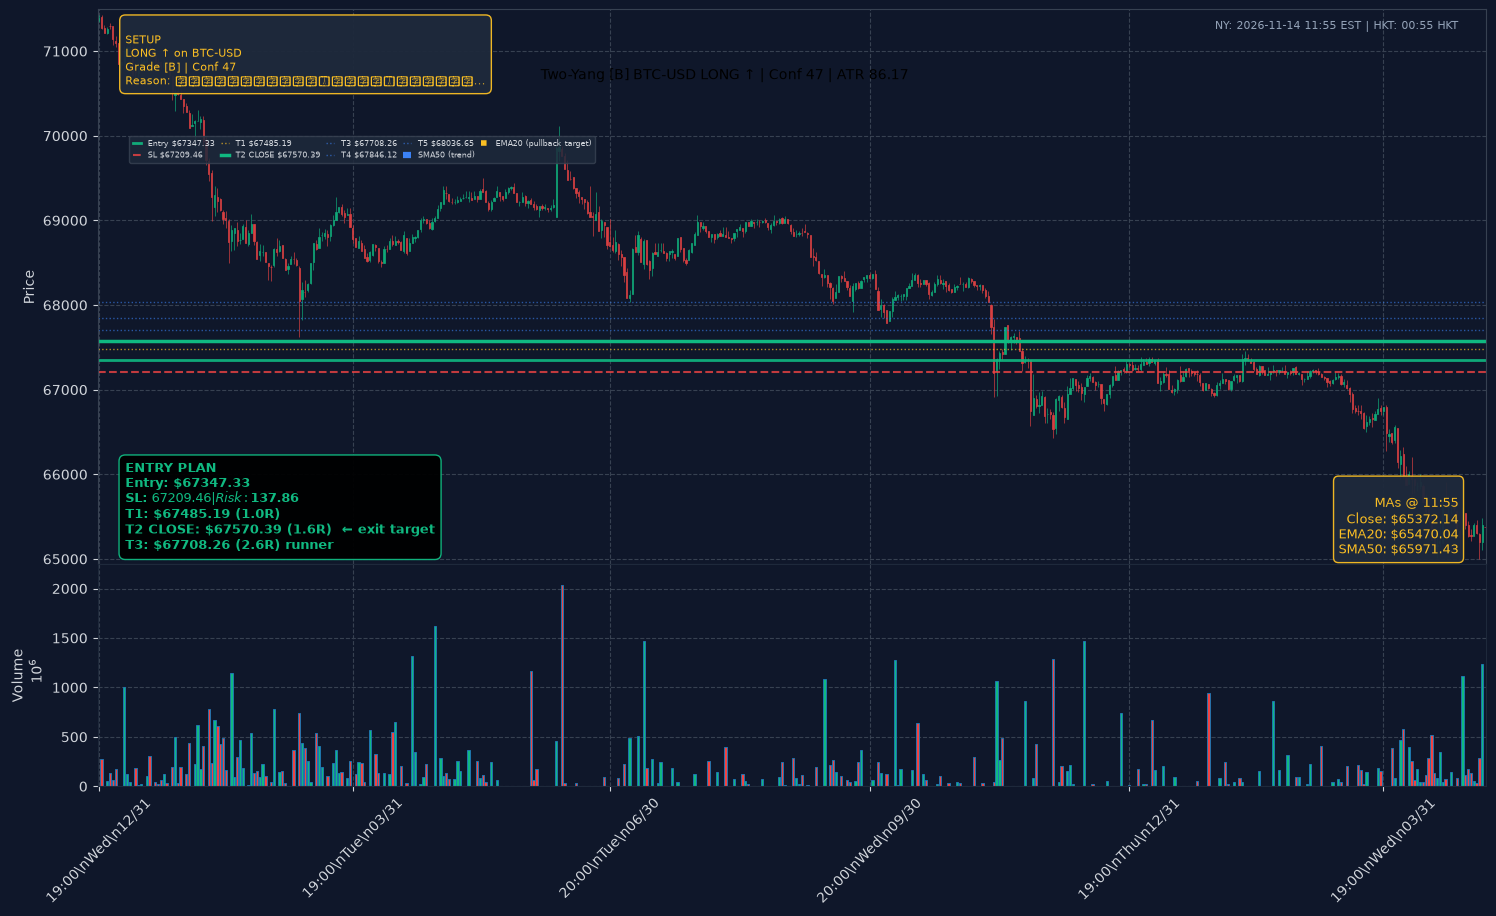 NY: 2026-11-14 11:55 EST | HKT: 00:55 HKT
SETUP
LONG ↑ on BTC-USD
Grade [B] | Conf 47
Reason:
Two-Yang [B] BTC-USD LONG ↑ | Conf 47 | ATR 86.17
Entry $67347.33 T1 $67485.19 T3 $67708.26 T5 $68036.65 EMA20 (pullback target)
SL $67209.46 T2 CLOSE $67570.39 T4 $67846.12 SMA50 (trend)
71000
70000
69000
68000
67000
66000
65000
Price
ENTRY PLAN
Entry: $67347.33
SL: 67209.46|Risk:137.86
T1: $67485.19 (1.0R)
T2 CLOSE: $67570.39 (1.6R) ← exit target
T3: $67708.26 (2.6R) runner
MAs @ 11:55
Close: $65372.14
EMA20: $65470.04
SMA50: $65971.43
2000
1500
1000
500
0
Volume
10⁶
19:00\nWed\n12/31
19:00\nTue\n03/31
20:00\nTue\n06/30
20:00\nWed\n09/30
19:00\nThu\n12/31
19:00\nWed\n03/31